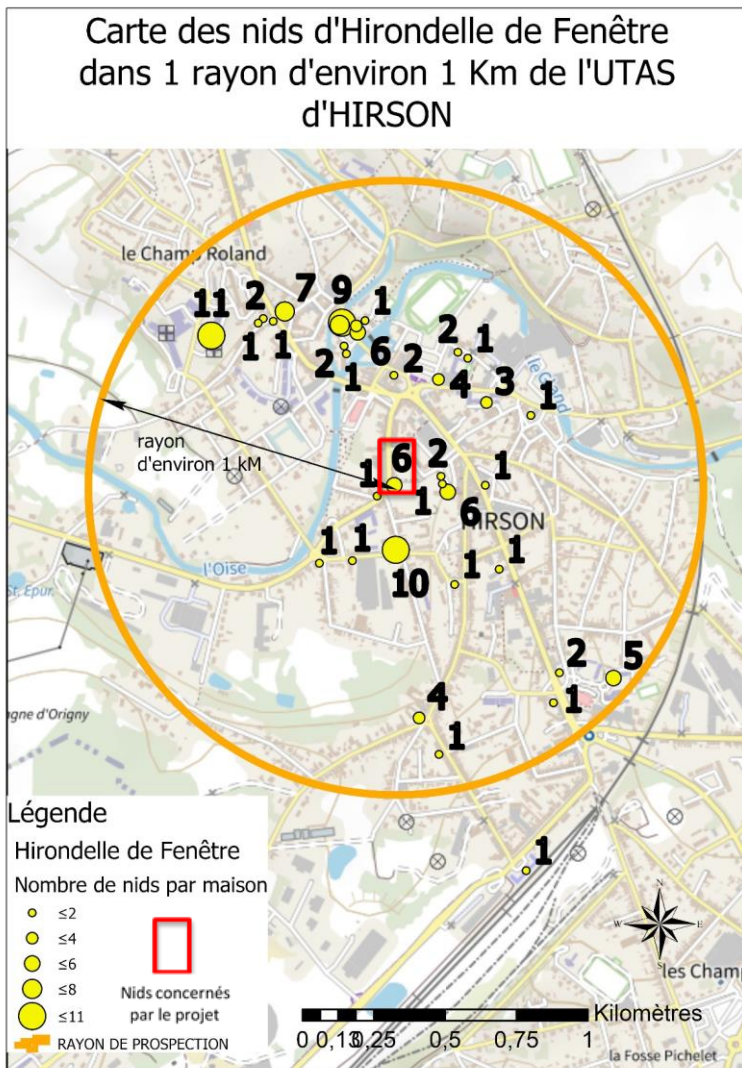 Carte des nids d'Hirondelle de Fenêtre
dans 1 rayon d'environ 1 Km de l'UTAS
d'HIRSON
le Champ Roland
11
2
7
9
1
1
1
2
1
6
2
2
1
4
3
1
le Gland
rayon
d'environ 1 kM
6
1
2
1
1
6
HIRSON
1
1
10
1
1
l'Oise
St. Epur.
2
5
1
4
1
agne d'Origny
1
Légende
Hirondelle de Fenêtre
Nombre de nids par maison
≤2
≤4
≤6
≤8
≤11
Nids concernés
par le projet
RAYON DE PROSPECTION
N
W E
S
les Champ
Kilomètres
0 0,13 0,25 0,5 0,75 1
la Fosse Pichelet